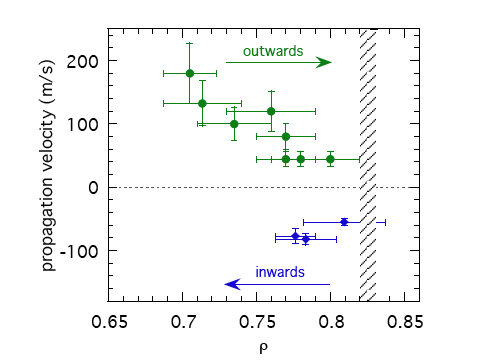 outwards
200
100
0
-100
propagation velocity (m/s)
inwards
0.65
0.7
0.75
0.8
0.85
ρ